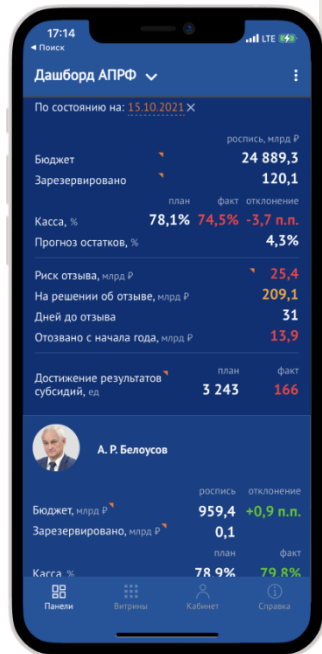 17:14
LTE
◀ Поиск
Дашборд АПРФ
По состоянию на: 15.10.2021 ×
роспись, млрд ₽
Бюджет 24 889,3
Зарезервировано 120,1
план факт отклонение
Касса, % 78,1% 74,5% -3,7 п.п.
Прогноз остатков, % 4,3%
Риск отзыва, млрд ₽ 25,4
На решении об отзыве, млрд ₽ 209,1
Дней до отзыва 31
Отозвано с начала года, млрд ₽ 13,9
план факт
Достижение результатов
субсидий, ед 3 243 166
А. Р. Белоусов
роспись отклонение
Бюджет, млрд ₽ 959,4 +0,9 п.п.
Зарезервировано, млрд ₽ 0,1
план факт
Касса, % 78,9% 79,8%
Панели Витрины Кабинет Справка